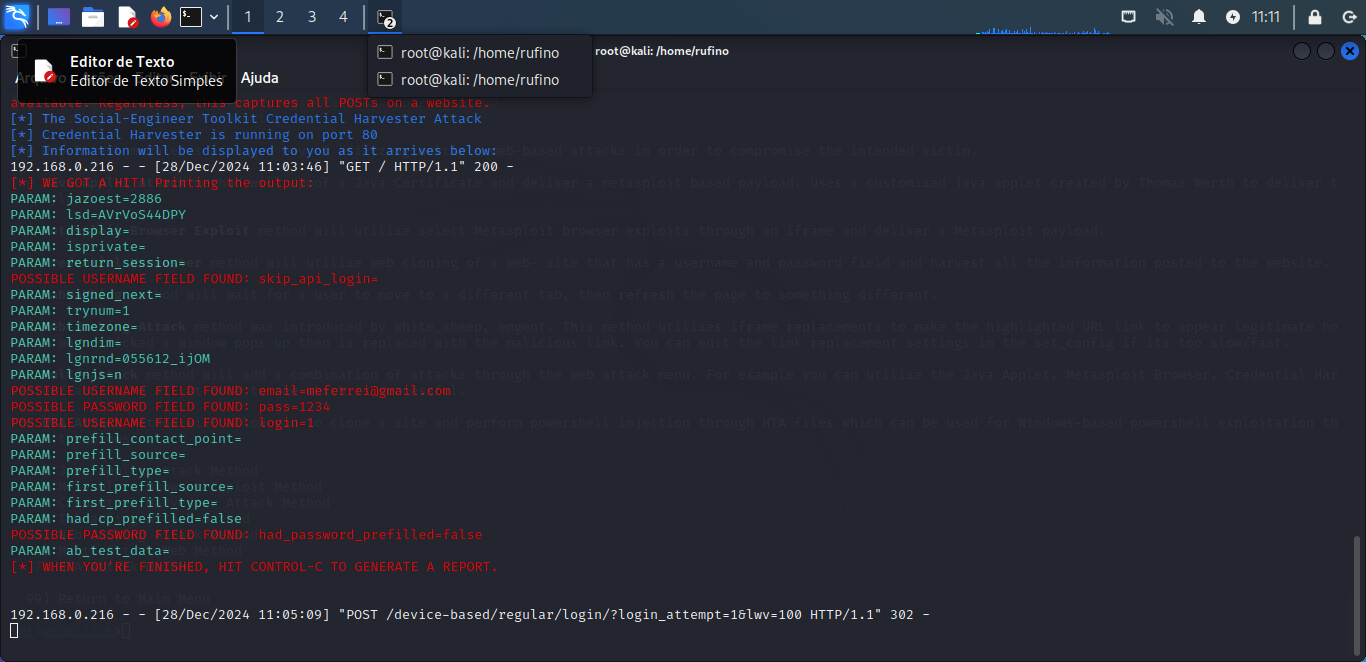 1 2 3 4 2 11:11
root@kali: /home/rufino
root@kali: /home/rufino
root@kali: /home/rufino
Editor de Texto
Editor de Texto Simples
Ajuda
available. Regardless, this captures all POSTs on a website.
[*] The Social-Engineer Toolkit Credential Harvester Attack
[*] Credential Harvester is running on port 80
[*] Information will be displayed to you as it arrives below:
192.168.0.216 - - [28/Dec/2024 11:03:46] "GET / HTTP/1.1" 200 -
[*] WE GOT A HIT! Printing the output:
PARAM: jazoest=2886
PARAM: lsd=AVrVoS44DPY
PARAM: display=
PARAM: isprivate=
PARAM: return_session=
POSSIBLE USERNAME FIELD FOUND: skip_api_login=
PARAM: signed_next=
PARAM: trynum=1
PARAM: timezone=
PARAM: lgndim=
PARAM: lgnrnd=055612_ijOM
PARAM: lgnjs=n
POSSIBLE USERNAME FIELD FOUND: email=meferrei@gmail.com
POSSIBLE PASSWORD FIELD FOUND: pass=1234
POSSIBLE USERNAME FIELD FOUND: login=1
PARAM: prefill_contact_point=
PARAM: prefill_source=
PARAM: prefill_type=
PARAM: first_prefill_source=
PARAM: first_prefill_type=
PARAM: had_cp_prefilled=false
POSSIBLE PASSWORD FIELD FOUND: had_password_prefilled=false
PARAM: ab_test_data=
[*] WHEN YOU'RE FINISHED, HIT CONTROL-C TO GENERATE A REPORT.
99) Return to Main Menu
192.168.0.216 - - [28/Dec/2024 11:05:09] "POST /device-based/regular/login/?login_attempt=1&lwv=100 HTTP/1.1" 302 -